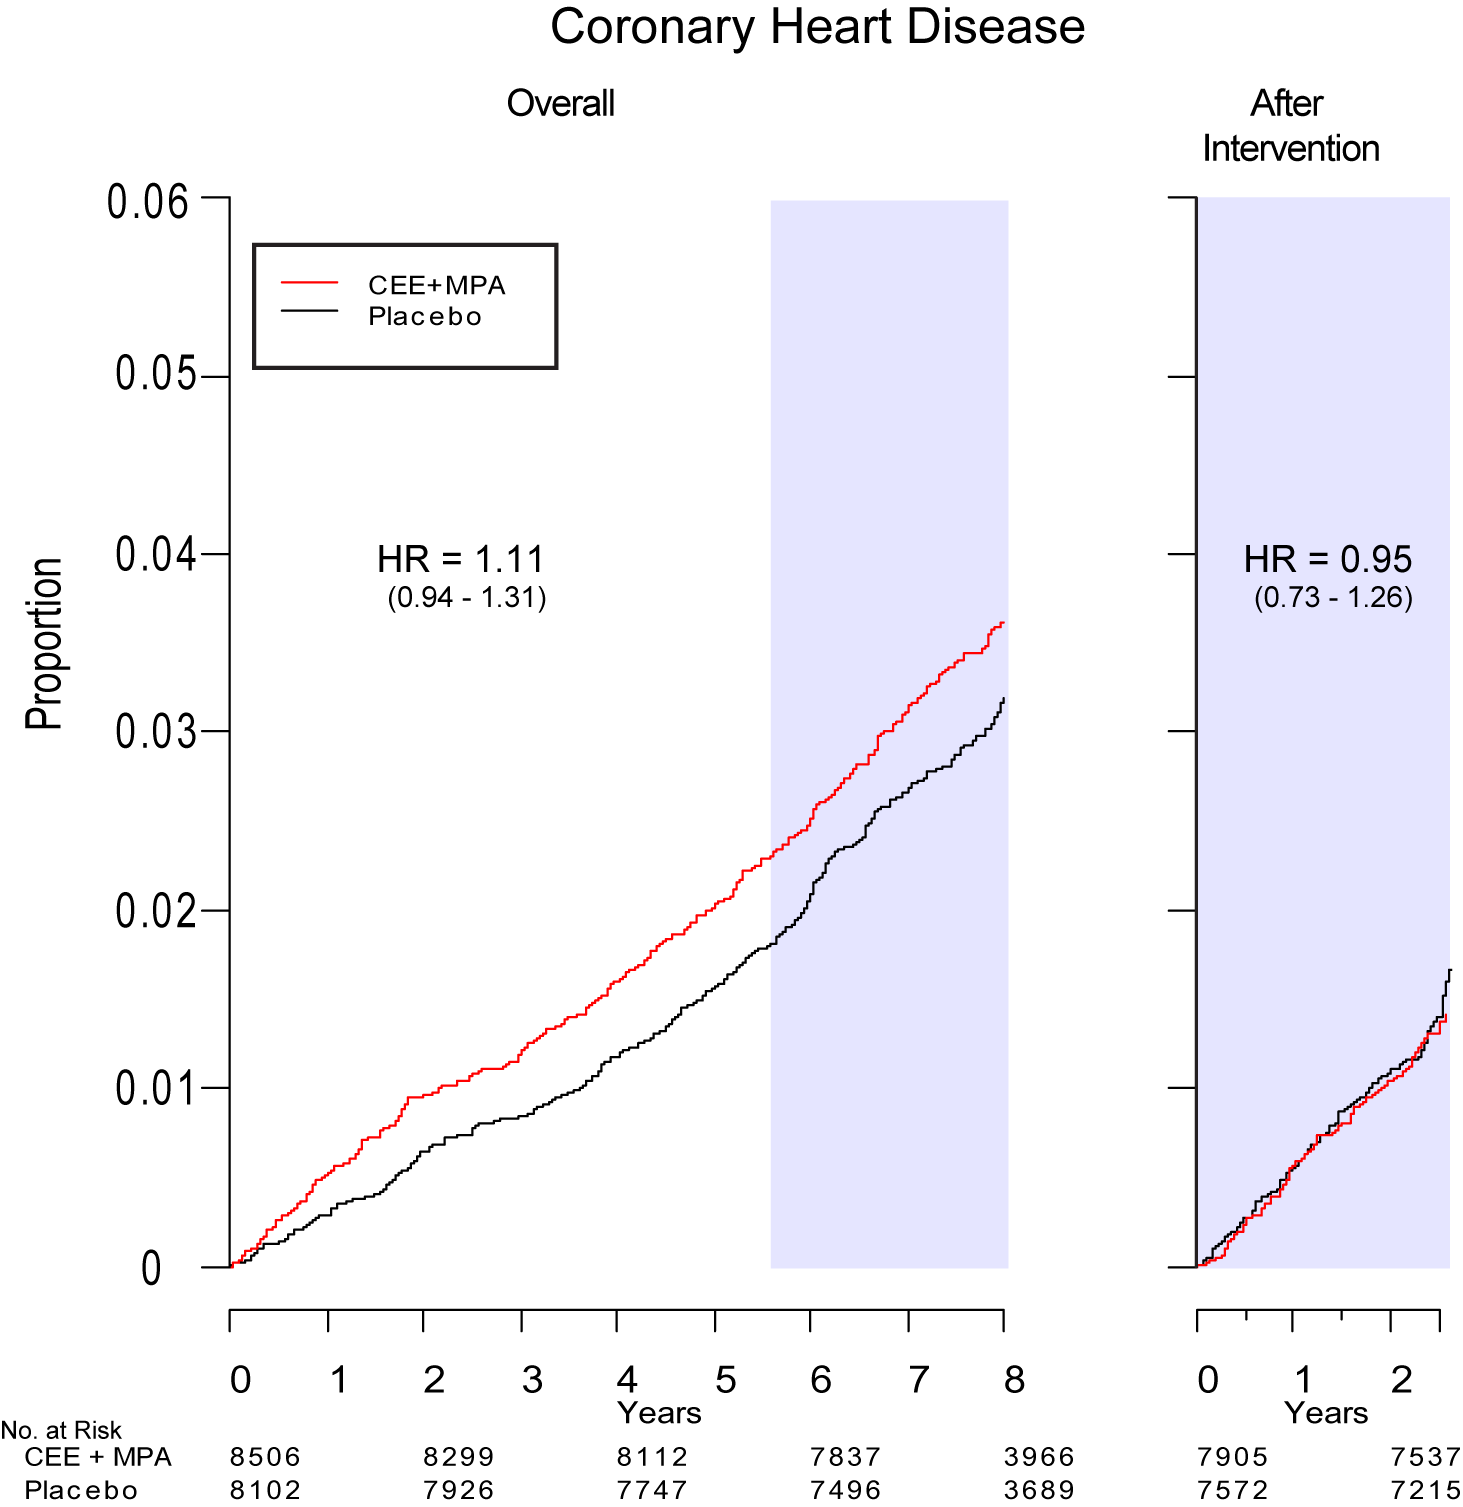 Coronary Heart Disease
Overall
After
Intervention
0.06
CEE+MPA
Placebo
0.05
0.04
HR = 1.11
(0.94 - 1.31)
HR = 0.95
(0.73 - 1.26)
Proportion
0.03
0.02
0.01
0
0 1 2 3 4 5 6 7 8
0 1 2
Years
Years
No. at Risk
CEE + MPA 8506 8299 8112 7837 3966 7905 7537
Placebo 8102 7926 7747 7496 3689 7572 7215